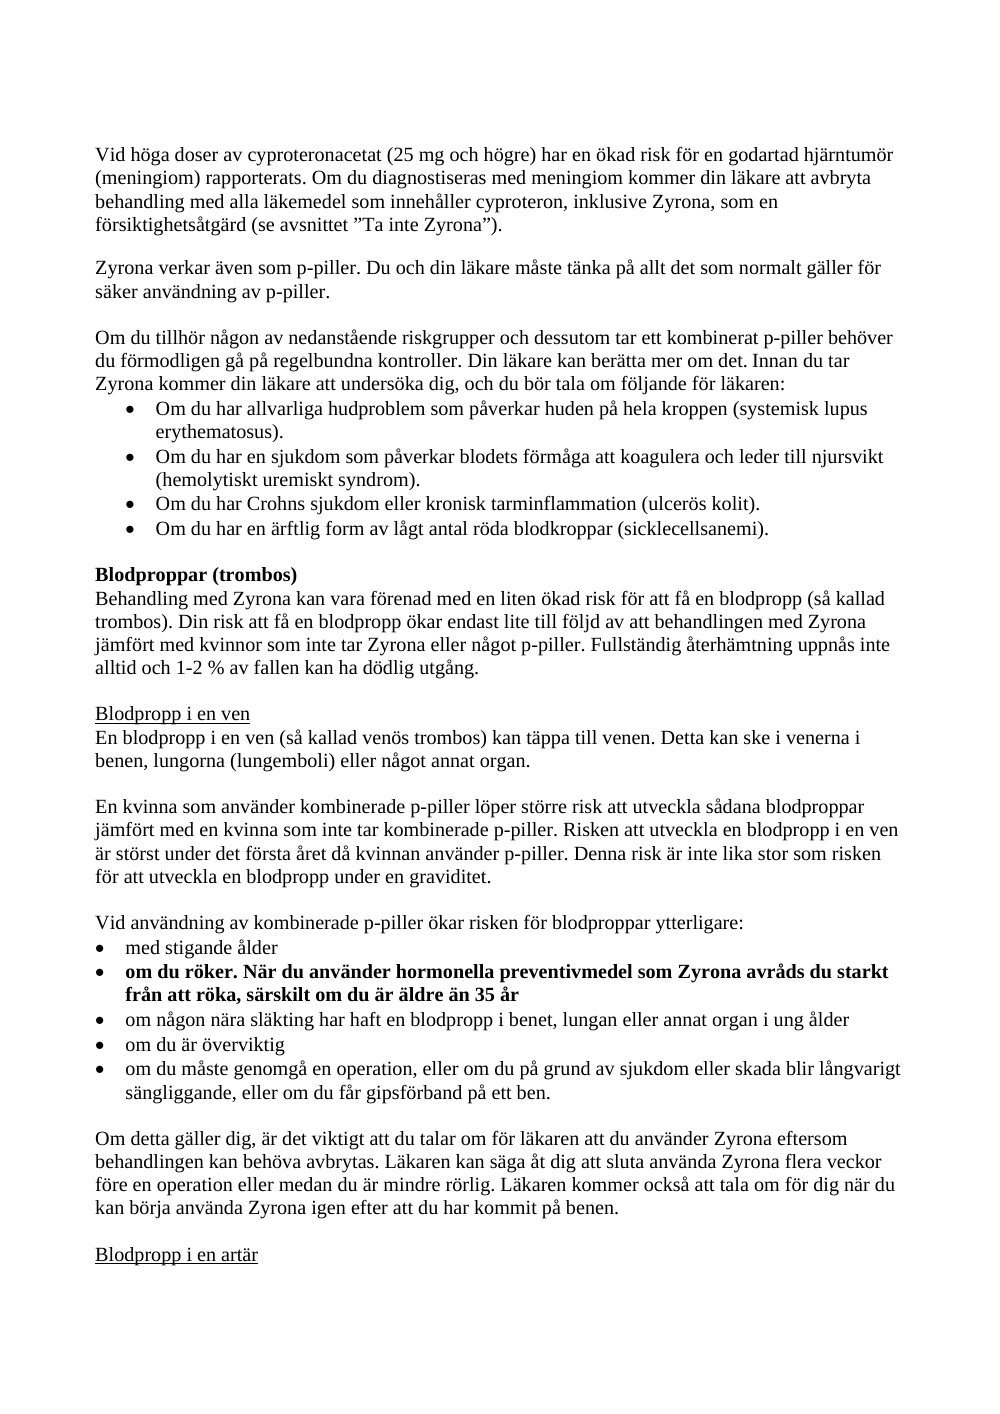 Vid höga doser av cyproteronacetat (25 mg och högre) har en ökad risk för en godartad hjärntumör
(meningiom) rapporterats. Om du diagnostiseras med meningiom kommer din läkare att avbryta
behandling med alla läkemedel som innehåller cyproteron, inklusive Zyrona, som en
försiktighetsåtgärd (se avsnittet ”Ta inte Zyrona”).
Zyrona verkar även som p-piller. Du och din läkare måste tänka på allt det som normalt gäller för
säker användning av p-piller.
Om du tillhör någon av nedanstående riskgrupper och dessutom tar ett kombinerat p-piller behöver
du förmodligen gå på regelbundna kontroller. Din läkare kan berätta mer om det. Innan du tar
Zyrona kommer din läkare att undersöka dig, och du bör tala om följande för läkaren:
• Om du har allvarliga hudproblem som påverkar huden på hela kroppen (systemisk lupus
erythematosus).
• Om du har en sjukdom som påverkar blodets förmåga att koagulera och leder till njursvikt
(hemolytiskt uremiskt syndrom).
• Om du har Crohns sjukdom eller kronisk tarminflammation (ulcerös kolit).
• Om du har en ärftlig form av lågt antal röda blodkroppar (sicklecellsanemi).
Blodproppar (trombos)
Behandling med Zyrona kan vara förenad med en liten ökad risk för att få en blodpropp (så kallad
trombos). Din risk att få en blodpropp ökar endast lite till följd av att behandlingen med Zyrona
jämfört med kvinnor som inte tar Zyrona eller något p-piller. Fullständig återhämtning uppnås inte
alltid och 1-2 % av fallen kan ha dödlig utgång.
Blodpropp i en ven
En blodpropp i en ven (så kallad venös trombos) kan täppa till venen. Detta kan ske i venerna i
benen, lungorna (lungemboli) eller något annat organ.
En kvinna som använder kombinerade p-piller löper större risk att utveckla sådana blodproppar
jämfört med en kvinna som inte tar kombinerade p-piller. Risken att utveckla en blodpropp i en ven
är störst under det första året då kvinnan använder p-piller. Denna risk är inte lika stor som risken
för att utveckla en blodpropp under en graviditet.
Vid användning av kombinerade p-piller ökar risken för blodproppar ytterligare:
• med stigande ålder
• om du röker. När du använder hormonella preventivmedel som Zyrona avråds du starkt
från att röka, särskilt om du är äldre än 35 år
• om någon nära släkting har haft en blodpropp i benet, lungan eller annat organ i ung ålder
• om du är överviktig
• om du måste genomgå en operation, eller om du på grund av sjukdom eller skada blir långvarigt
sängliggande, eller om du får gipsförband på ett ben.
Om detta gäller dig, är det viktigt att du talar om för läkaren att du använder Zyrona eftersom
behandlingen kan behöva avbrytas. Läkaren kan säga åt dig att sluta använda Zyrona flera veckor
före en operation eller medan du är mindre rörlig. Läkaren kommer också att tala om för dig när du
kan börja använda Zyrona igen efter att du har kommit på benen.
Blodpropp i en artär